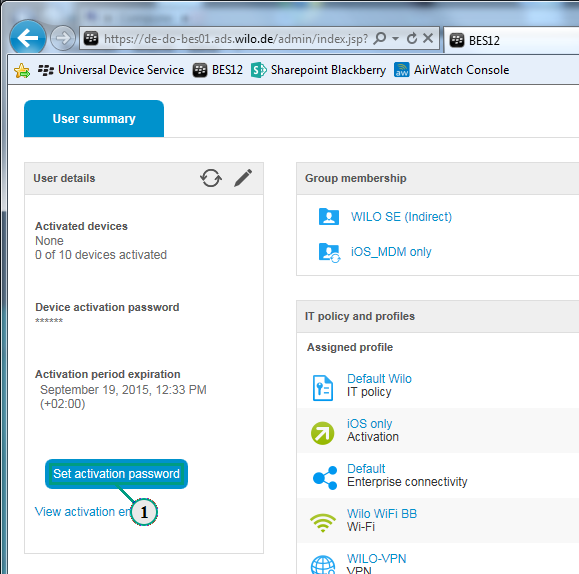 https://de-do-bes01.ads.wilo.de/admin/index.jsp?
BES12
Universal Device Service
BES12
Sharepoint Blackberry
aw
AirWatch Console
User summary
User details
Activated devices
None
0 of 10 devices activated
Device activation password
******
Activation period expiration
September 19, 2015, 12:33 PM
(+02:00)
Set activation password
View activation
1
Group membership
WILO SE (Indirect)
iOS_MDM only
IT policy and profiles
Assigned profile
Default Wilo
IT policy
iOS only
Activation
Default
Enterprise connectivity
Wilo WiFi BB
Wi-Fi
WILO-VPN
VPN